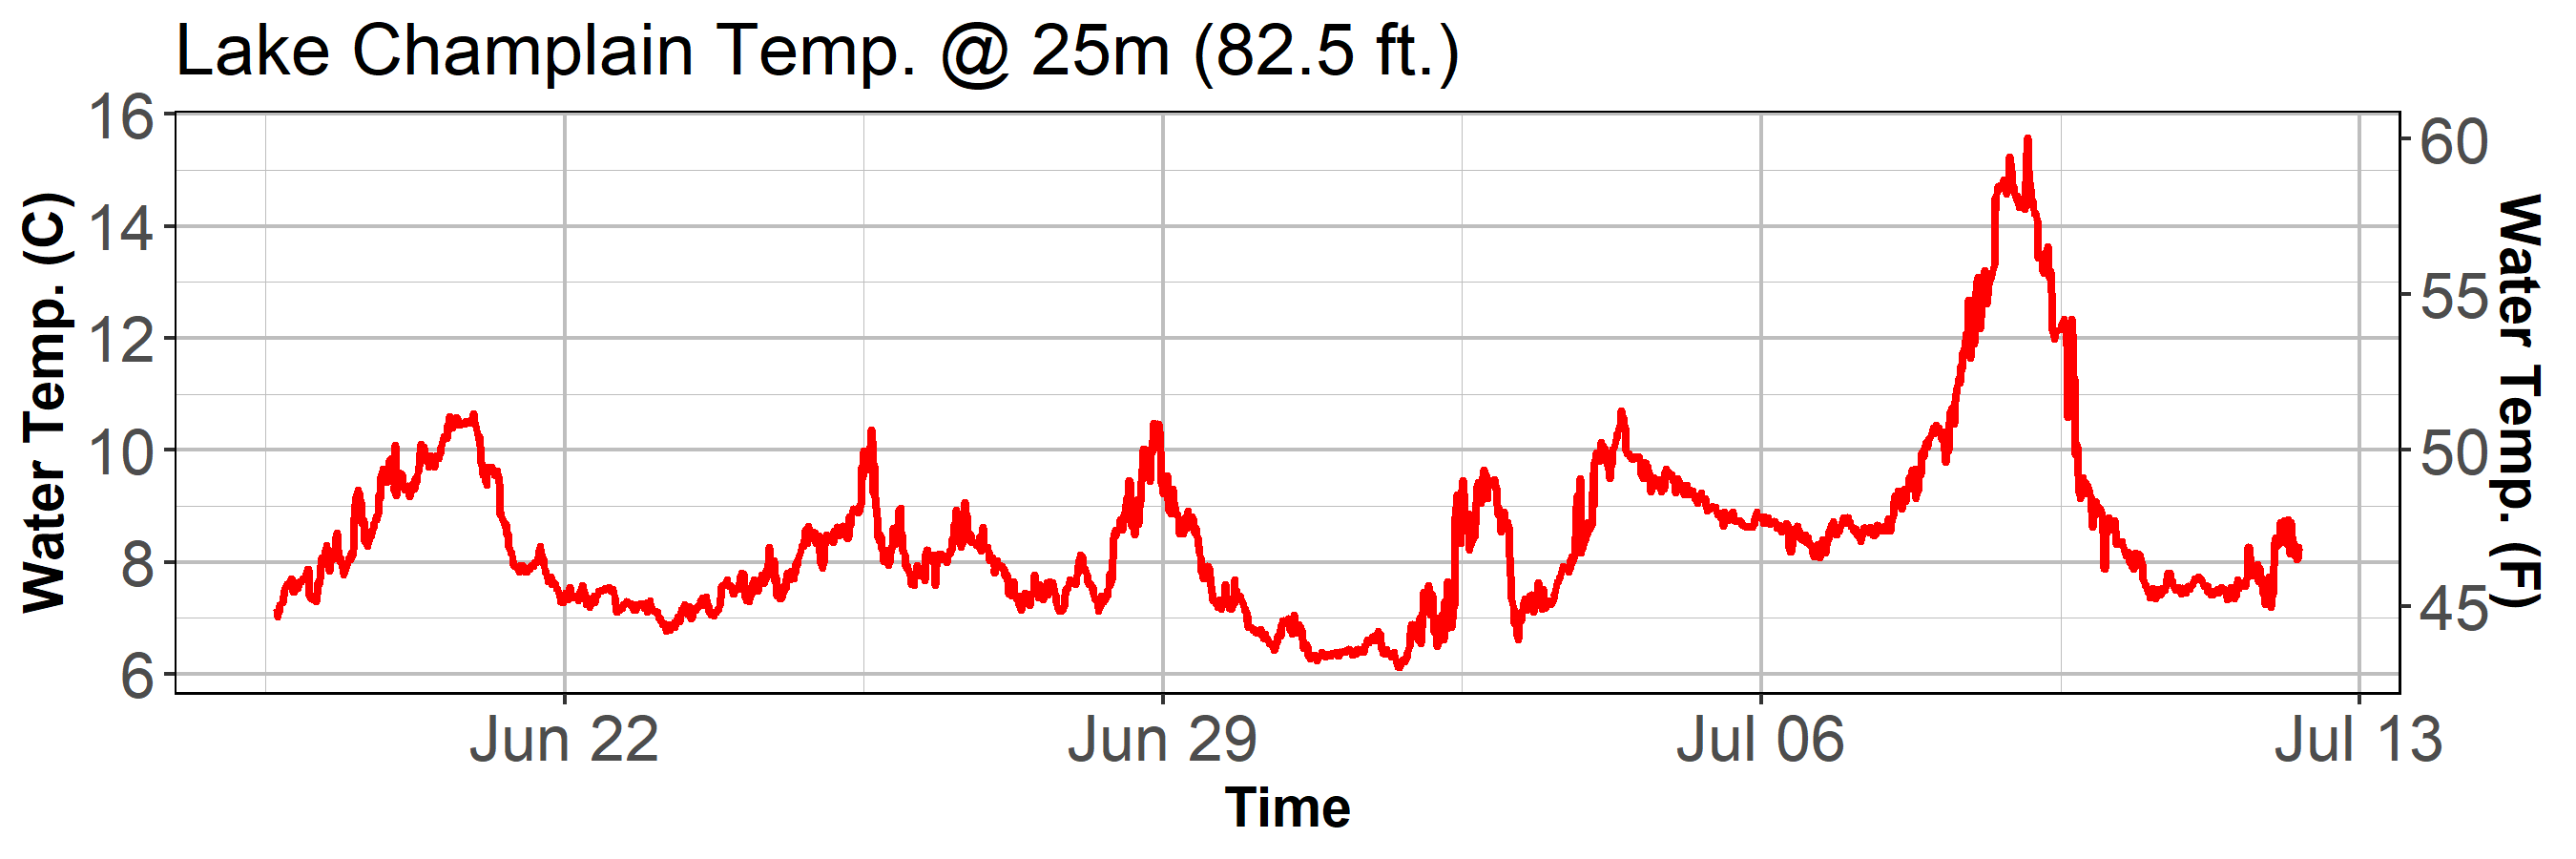 Lake Champlain Temp. @ 25m (82.5 ft.)
Water Temp. (C)
16
14
12
10
8
6
60
55
50
45
Water Temp. (F)
Jun 22 Jun 29 Jul 06 Jul 13
Time